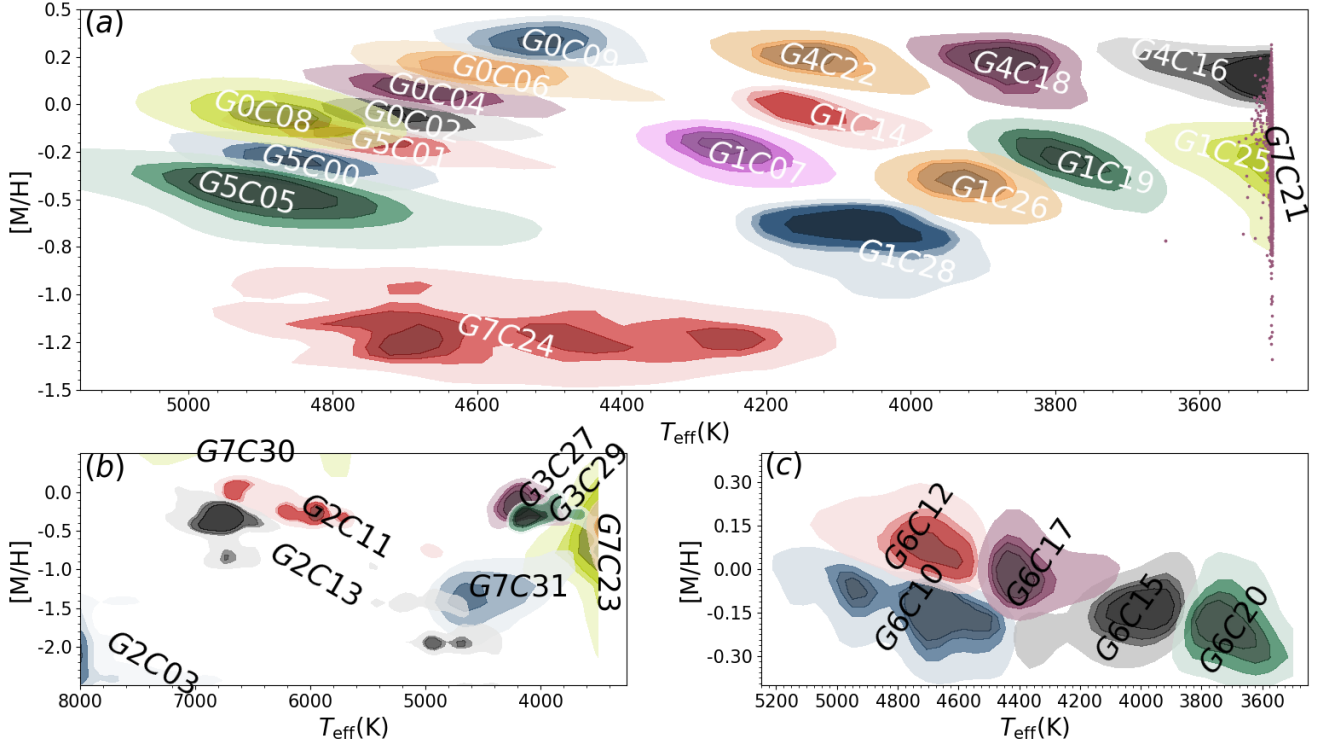 (a)
0.5
0.2
0.0
-0.2
-0.5
-0.8
-1.0
-1.2
-1.5
[M/H]
G0C09
G0C06
G0C04
G0C02
G0C08
G5C01
G5C00
G5C05
G7C24
G4C22
G4C18
G4C16
G1C14
G1C07
G1C19
G1C25
G1C26
G1C28
G7C21
5000 4800 4600 4400 4200 4000 3800 3600
Teff(K)
(b)
0.0
-0.5
-1.0
-1.5
-2.0
[M/H]
G7C30
G2C11
G2C13
G2C03
G3C27
G3C29
G7C31
G7C23
8000 7000 6000 5000 4000
Teff(K)
(c)
0.30
0.15
0.00
-0.15
-0.30
[M/H]
G6C12
G6C10
G6C17
G6C15
G6C20
5200 5000 4800 4600 4400 4200 4000 3800 3600
Teff(K)